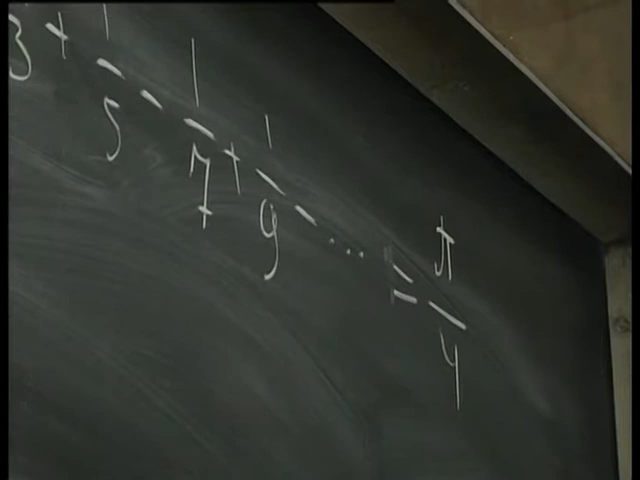 3 + 1/5 - 1/7 + 1/9 - ... = π/4